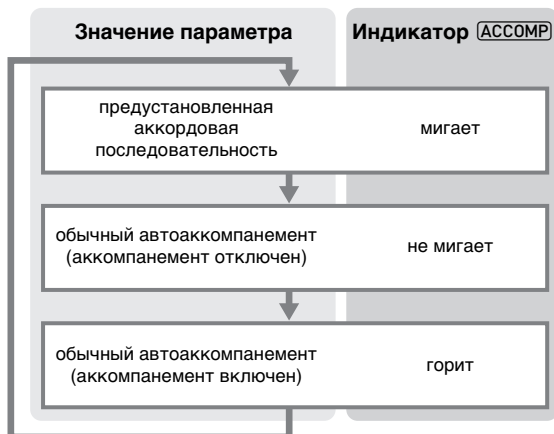 Значение параметра
Индикатор ACCOMP
предустановленная
аккордовая
последовательность
мигает
обычный автоаккомпанемент
(аккомпанемент отключен)
не мигает
обычный автоаккомпанемент
(аккомпанемент включен)
горит